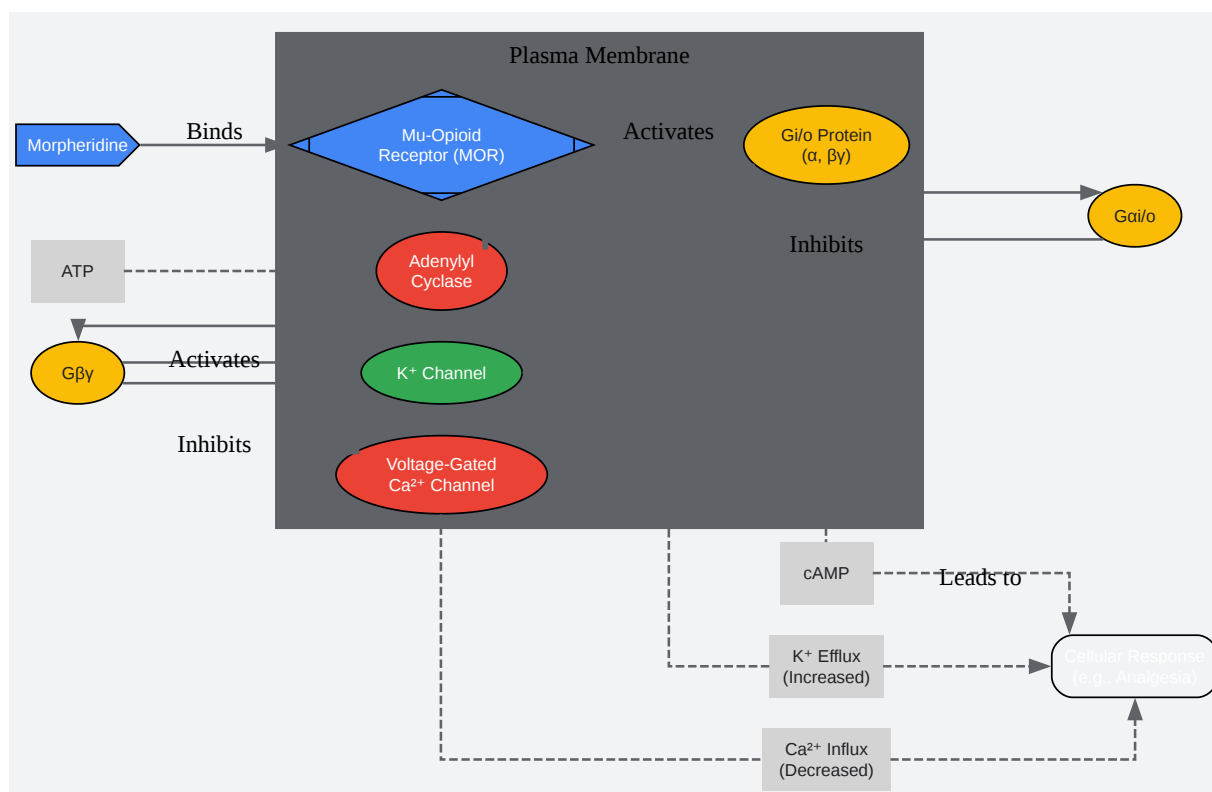 Plasma Membrane
Morpheridine
Binds
Mu-Opioid
Receptor (MOR)
Activates
Gi/o Protein
(α, βγ)
Gαi/o
Inhibits
ATP
Adenylyl
Cyclase
Gβγ
Activates
K⁺ Channel
Inhibits
Voltage-Gated
Ca²⁺ Channel
cAMP
Leads to
K⁺ Efflux
(Increased)
Cellular Response
(e.g., Analgesia)
Ca²⁺ Influx
(Decreased)